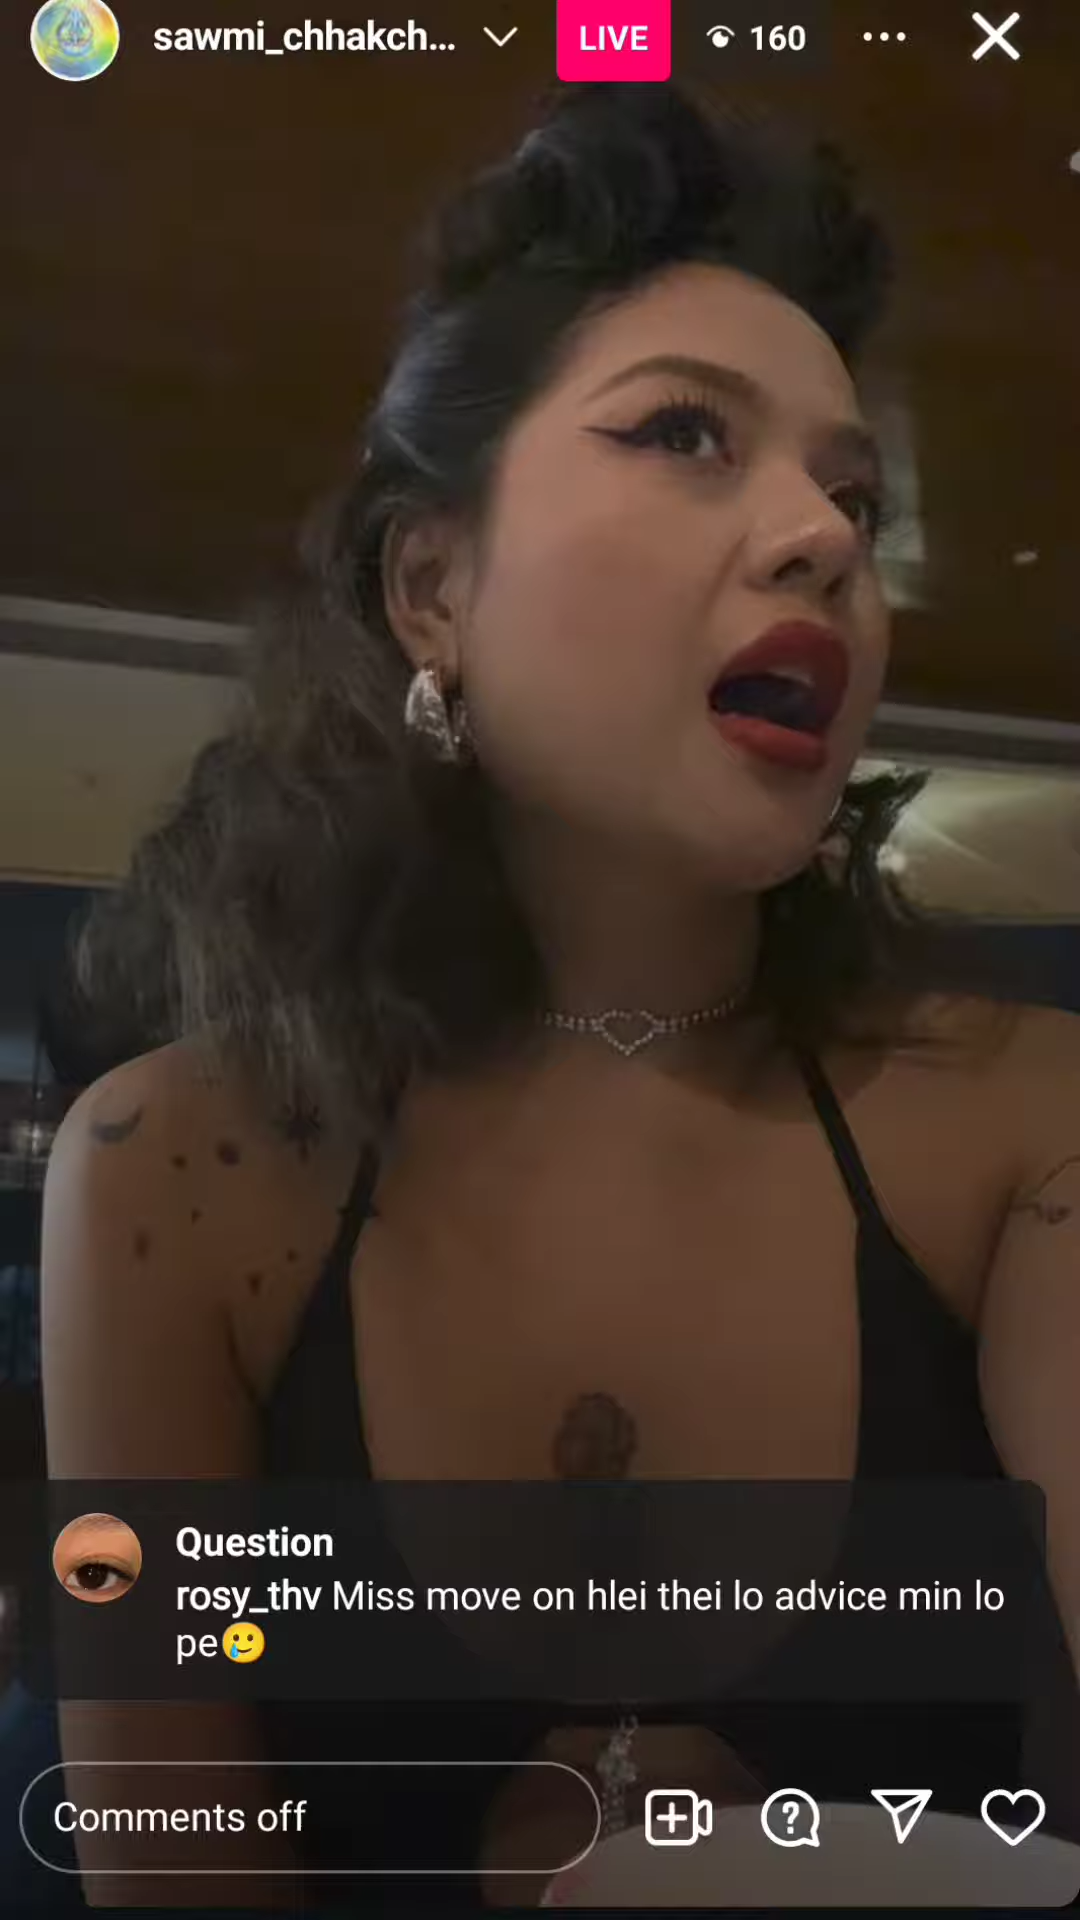 sawmi_chhakch...
LIVE
160
Question
rosy_thv Miss move on hlei thei lo advice min lo
pe🥲
Comments off